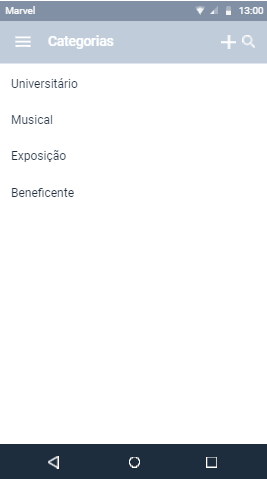 Marvel 13:00
Categorias
Universitário
Musical
Exposição
Beneficente